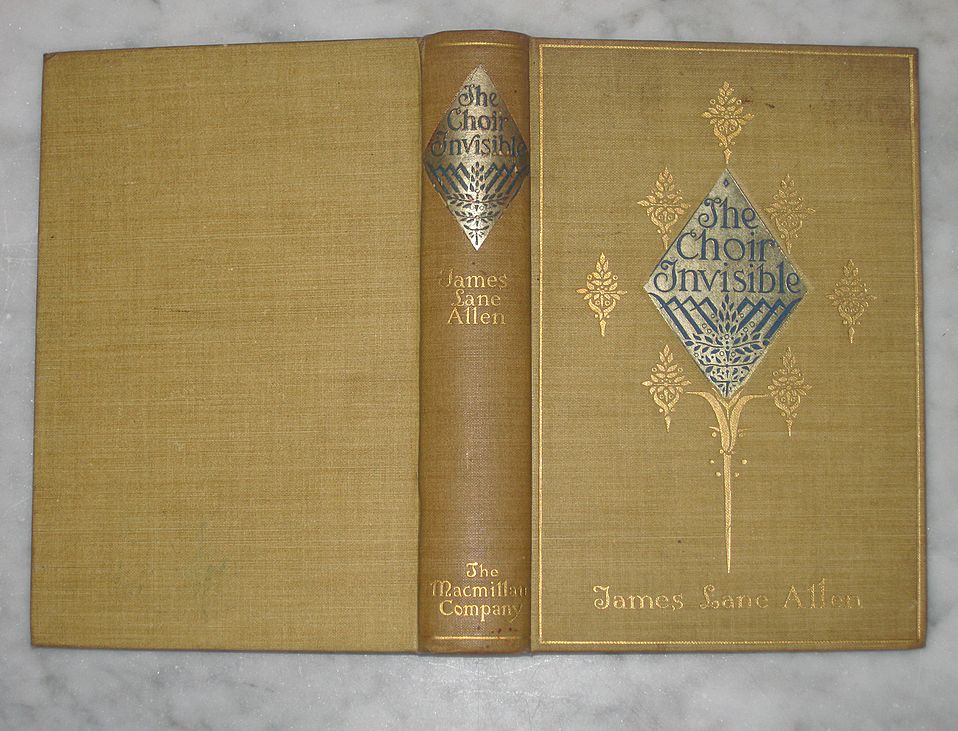 The
Choir
Invisible
James
Lane
Allen
The
Macmillan
Company
The
Choir
Invisible
James Lane Allen